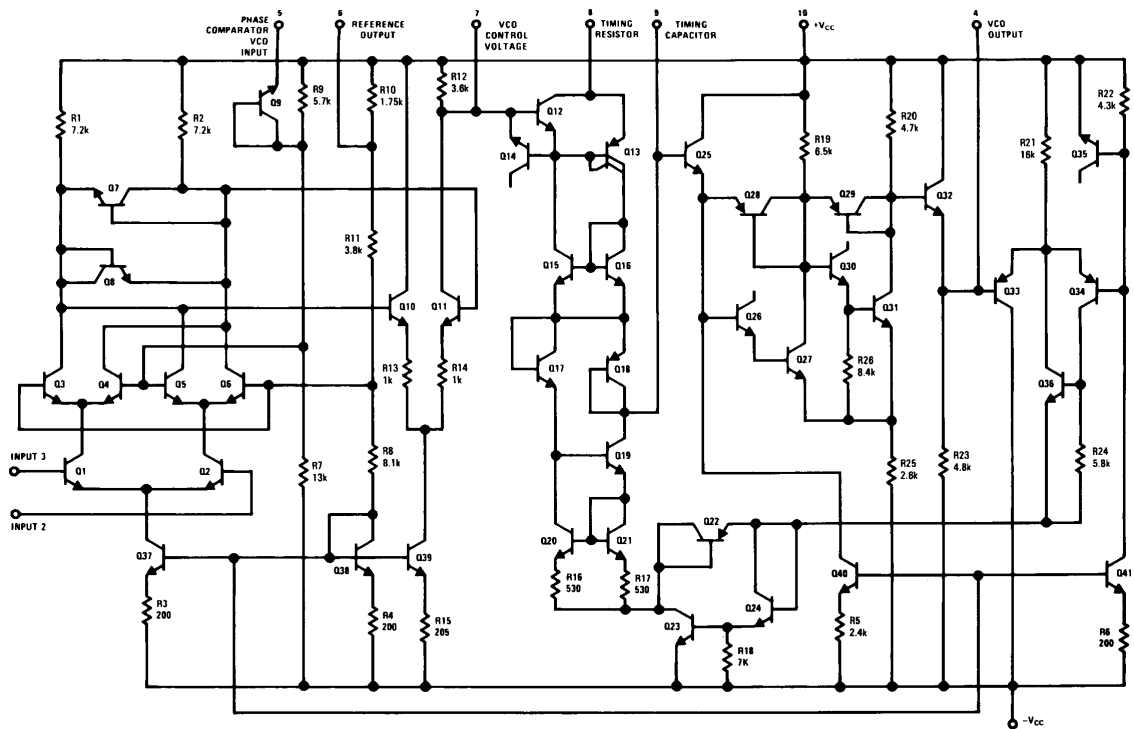 5
PHASE
COMPARATOR
VCO
INPUT
6
REFERENCE
OUTPUT
7
VCO
CONTROL
VOLTAGE
8
TIMING
RESISTOR
9
TIMING
CAPACITOR
10
+VCC
4
VCO
OUTPUT
R1
7.2k
R2
7.2k
Q9
R9
5.7k
R10
1.75k
R12
3.6k
Q12
Q14
Q13
Q25
R19
6.5k
R20
4.7k
R21
16k
Q35
R22
4.3k
Q7
Q8
R11
3.8k
Q28
Q29
Q32
Q15
Q16
Q30
Q31
Q33
Q34
Q10
Q11
Q26
Q27
R26
8.4k
R13
1k
R14
1k
Q17
Q18
Q36
Q3
Q4
Q5
Q6
INPUT 3
Q1
Q2
R7
13k
R8
8.1k
Q19
R25
2.6k
R23
4.8k
R24
5.8k
INPUT 2
Q37
Q38
Q39
Q20
Q21
Q22
Q40
Q41
R3
200
R4
200
R15
205
R16
530
R17
530
Q23
Q24
R18
7K
R5
2.4k
R6
200
-VCC